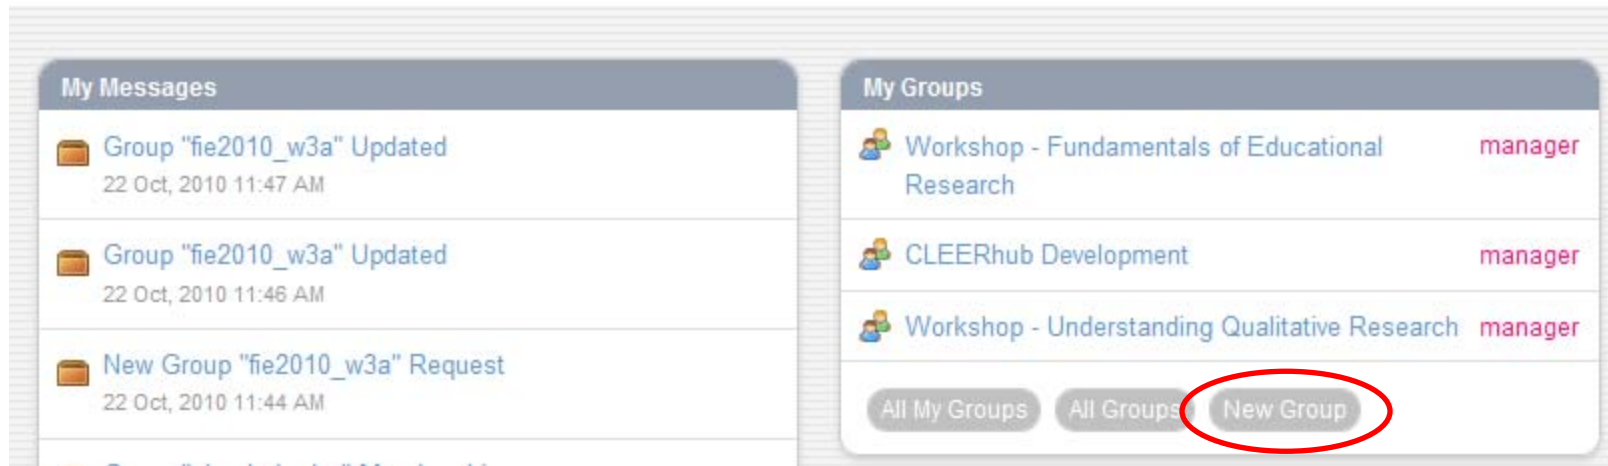 My Messages
Group "fie2010_w3a" Updated
22 Oct, 2010 11:47 AM
Group "fie2010_w3a" Updated
22 Oct, 2010 11:46 AM
New Group "fie2010_w3a" Request
22 Oct, 2010 11:44 AM
My Groups
Workshop - Fundamentals of Educational manager
Research
CLEERhub Development manager
Workshop - Understanding Qualitative Research manager
All My Groups All Groups New Group